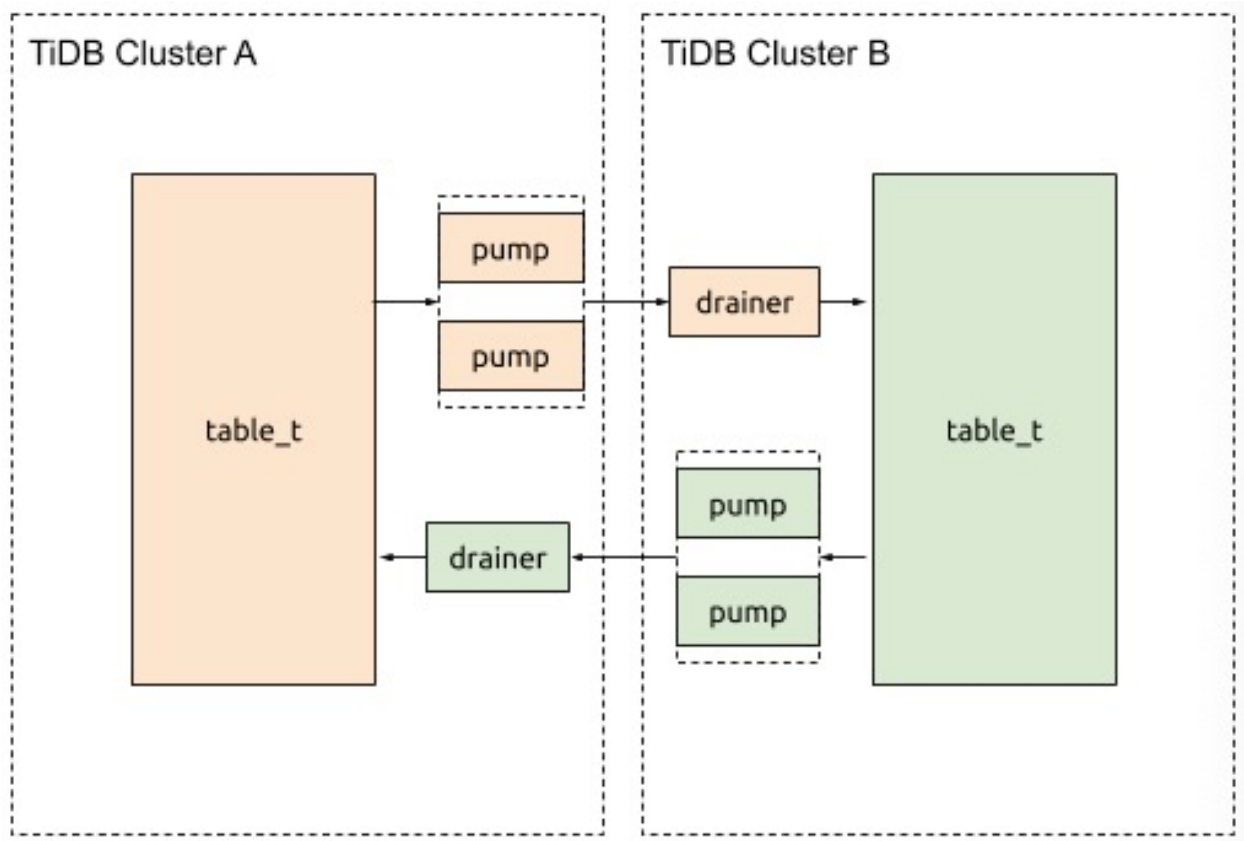 TiDB Cluster A
TiDB Cluster B
pump
pump
drainer
table_t
table_t
pump
drainer
pump